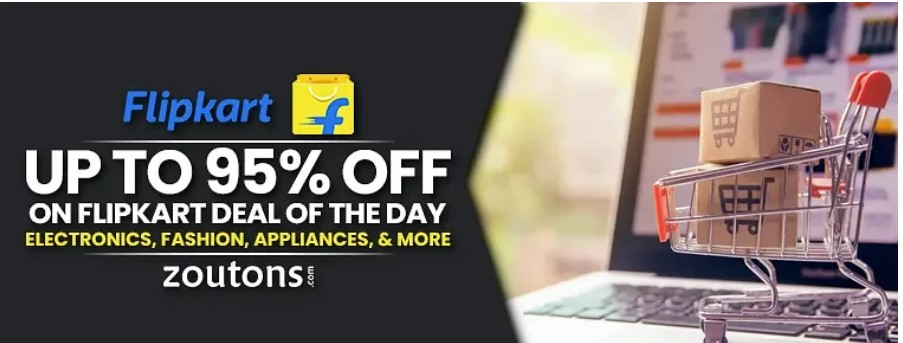 Flipkart
UP TO 95% OFF
ON FLIPKART DEAL OF THE DAY
ELECTRONICS, FASHION, APPLIANCES, & MORE
zoutons.com